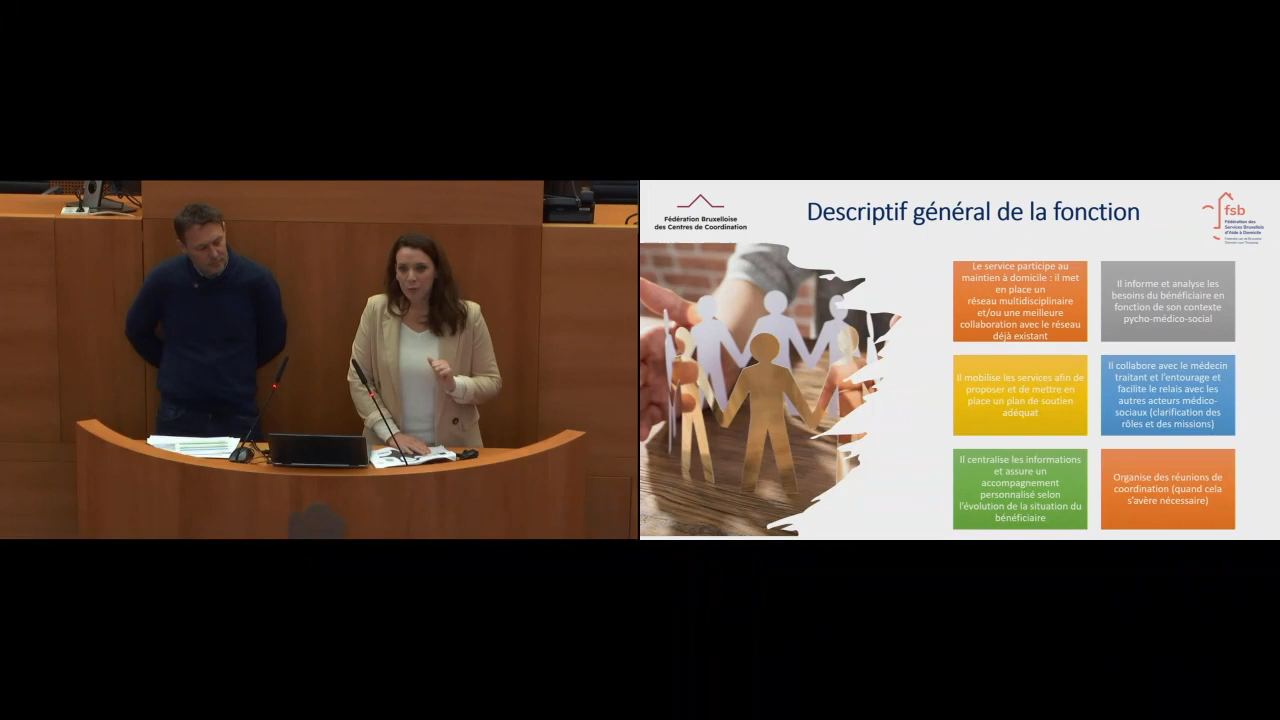 Fédération Bruxelloise
des Centres de Coordination
Descriptif général de la fonction
fsb
Fédération des
Services Bruxellois
d'Aide à Domicile
Le service participe au
maintien à domicile : il met
en place un
réseau multidisciplinaire
et/ou une meilleure
collaboration avec le réseau
déjà existant
Il informe et analyse les
besoins du bénéficiaire en
fonction de son contexte
pycho-médico-social
Il mobilise les services afin de
proposer et de mettre en
place un plan de soutien
adéquat
Il collabore avec le médecin
traitant et l'entourage et
facilite le relais avec les
autres acteurs médico-
sociaux (clarification des
rôles et des missions)
Il centralise les informations
et assure un
accompagnement
personnalisé selon
l'évolution de la situation du
bénéficiaire
Organise des réunions de
coordination (quand cela
s'avère nécessaire)